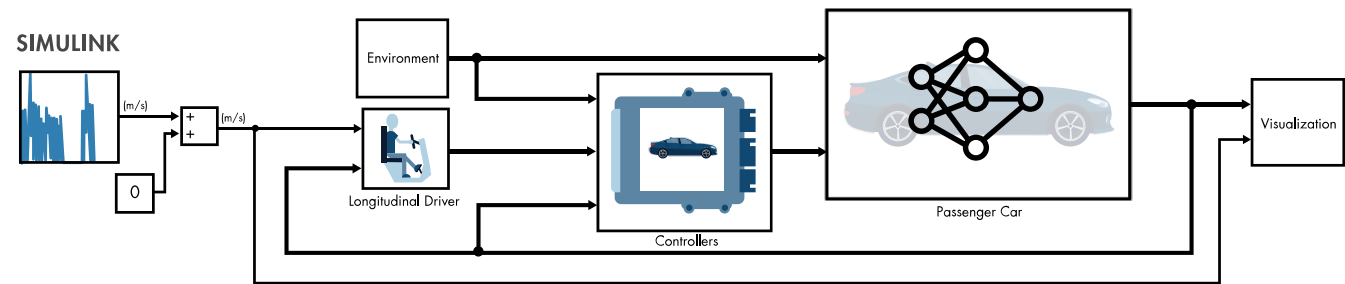 SIMULINK
(m/s)
+
+
(m/s)
0
Environment
Longitudinal Driver
Controllers
Passenger Car
Visualization